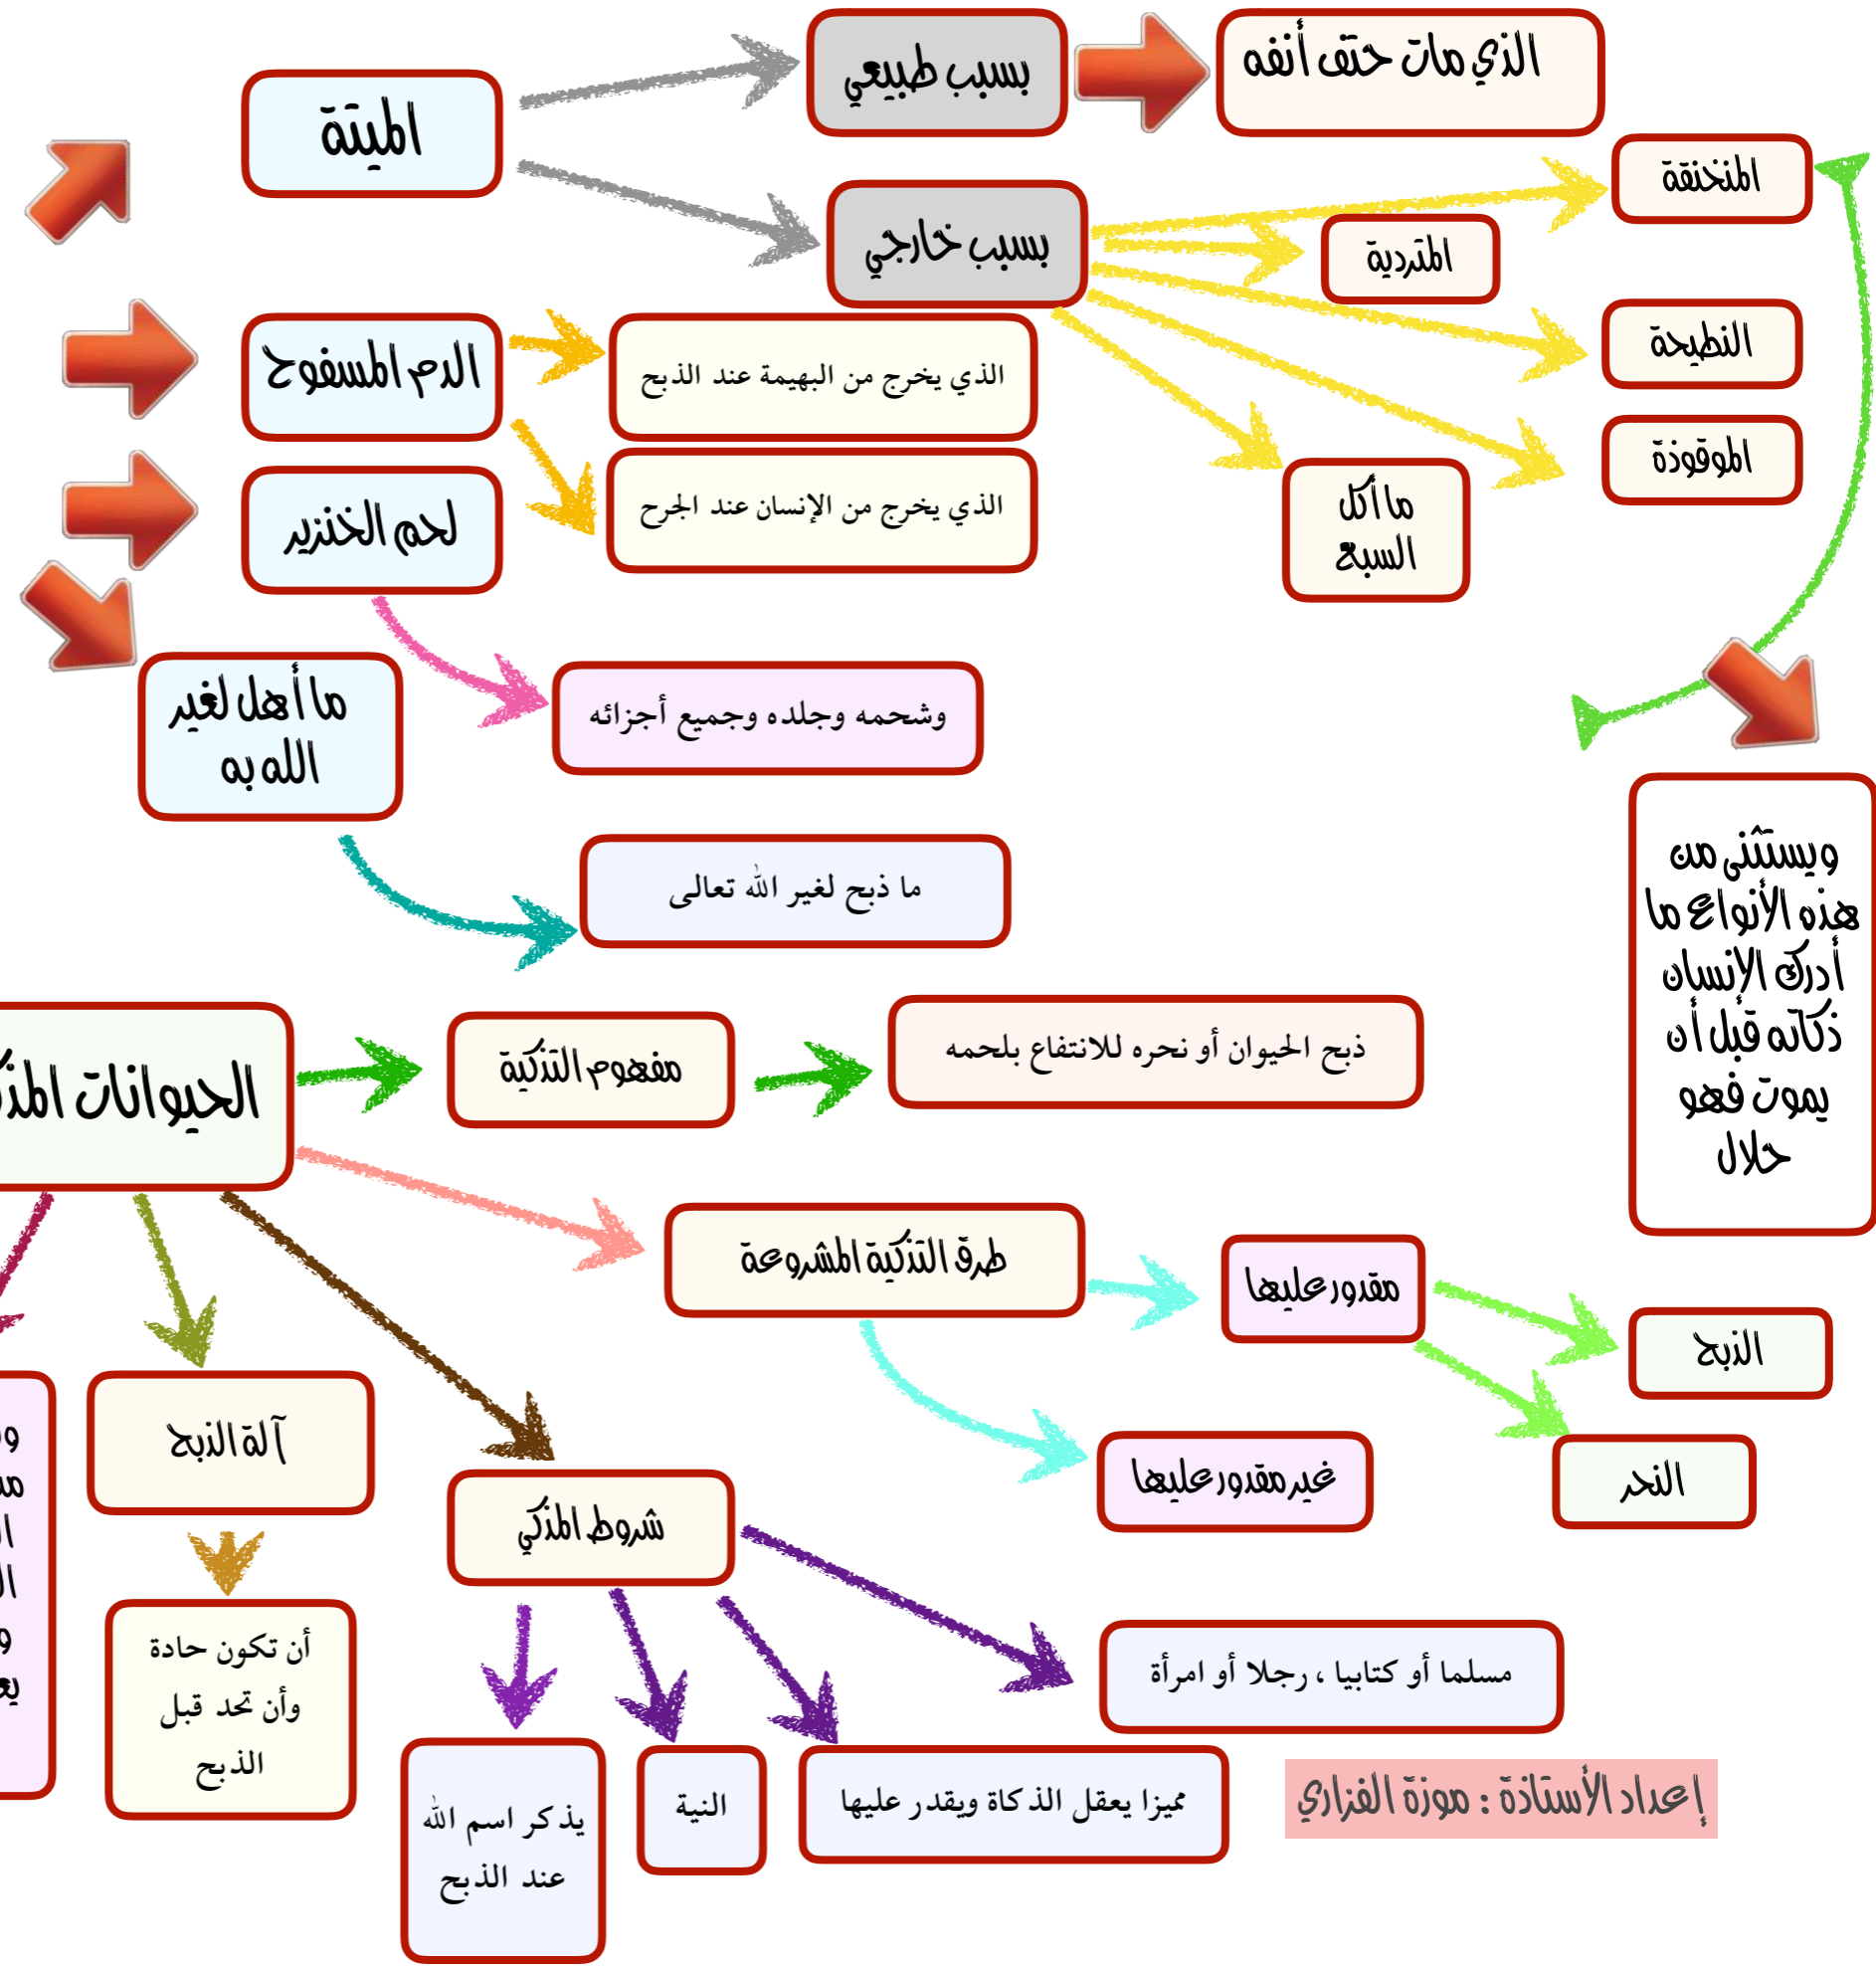 الميتة
بسبب طبيعي
الذي مات حتف أنفه
بسبب خارجي
المنخنقة
المتردية
النطيحة
الموقوذة
ما أكل
السبع
الدم المسفوح
الذي يخرج من البهيمة عند الذبح
الذي يخرج من الإنسان عند الجرح
لحم الخنزير
وشحمه وجلده وجميع أجزائه
ما أهل لغير
الله به
ما ذبح لغير الله تعالى
ويستثنى من
هذه الأنواع ما
أدرك الإنسان
ذكاته قبل أن
يموت فهو
حلال
الحيوانات
مفهوم التذكية
ذبح الحيوان أو نحره للانتفاع بلحمه
طرق التذكية المشروعة
مقدور عليها
الذبح
النحر
غير مقدور عليها
آلة الذبح
أن تكون حادة
وأن تحد قبل
الذبح
شروط المذكي
مسلما أو كتابيا ، رجلا أو امرأة
مميزا يعقل الذكاة ويقدر عليها
النية
يذكر اسم الله
عند الذبح
إعداد الأستاذة : موزة الفزاري